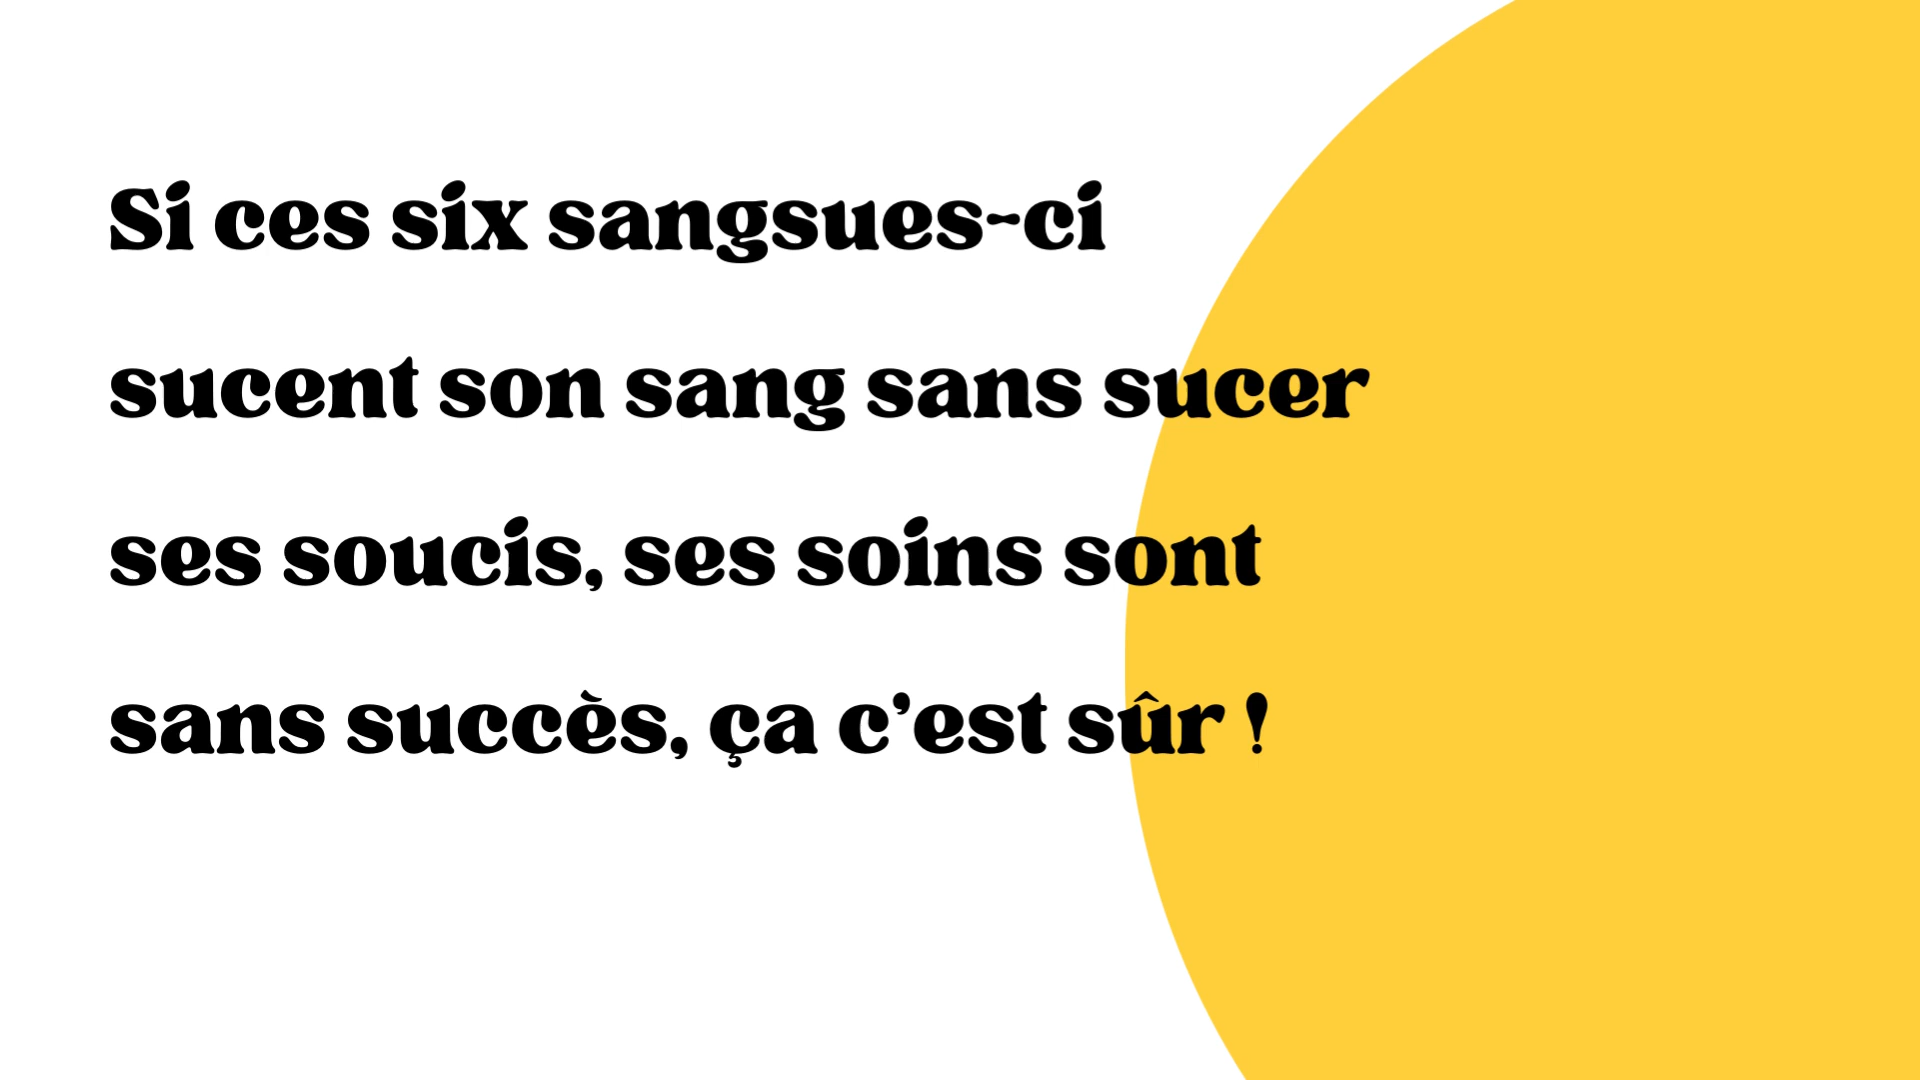 Si ces six sangsues-ci
sucent son sang sans sucer
ses soucis, ses soins sont
sans succès, ça c’est sûr !